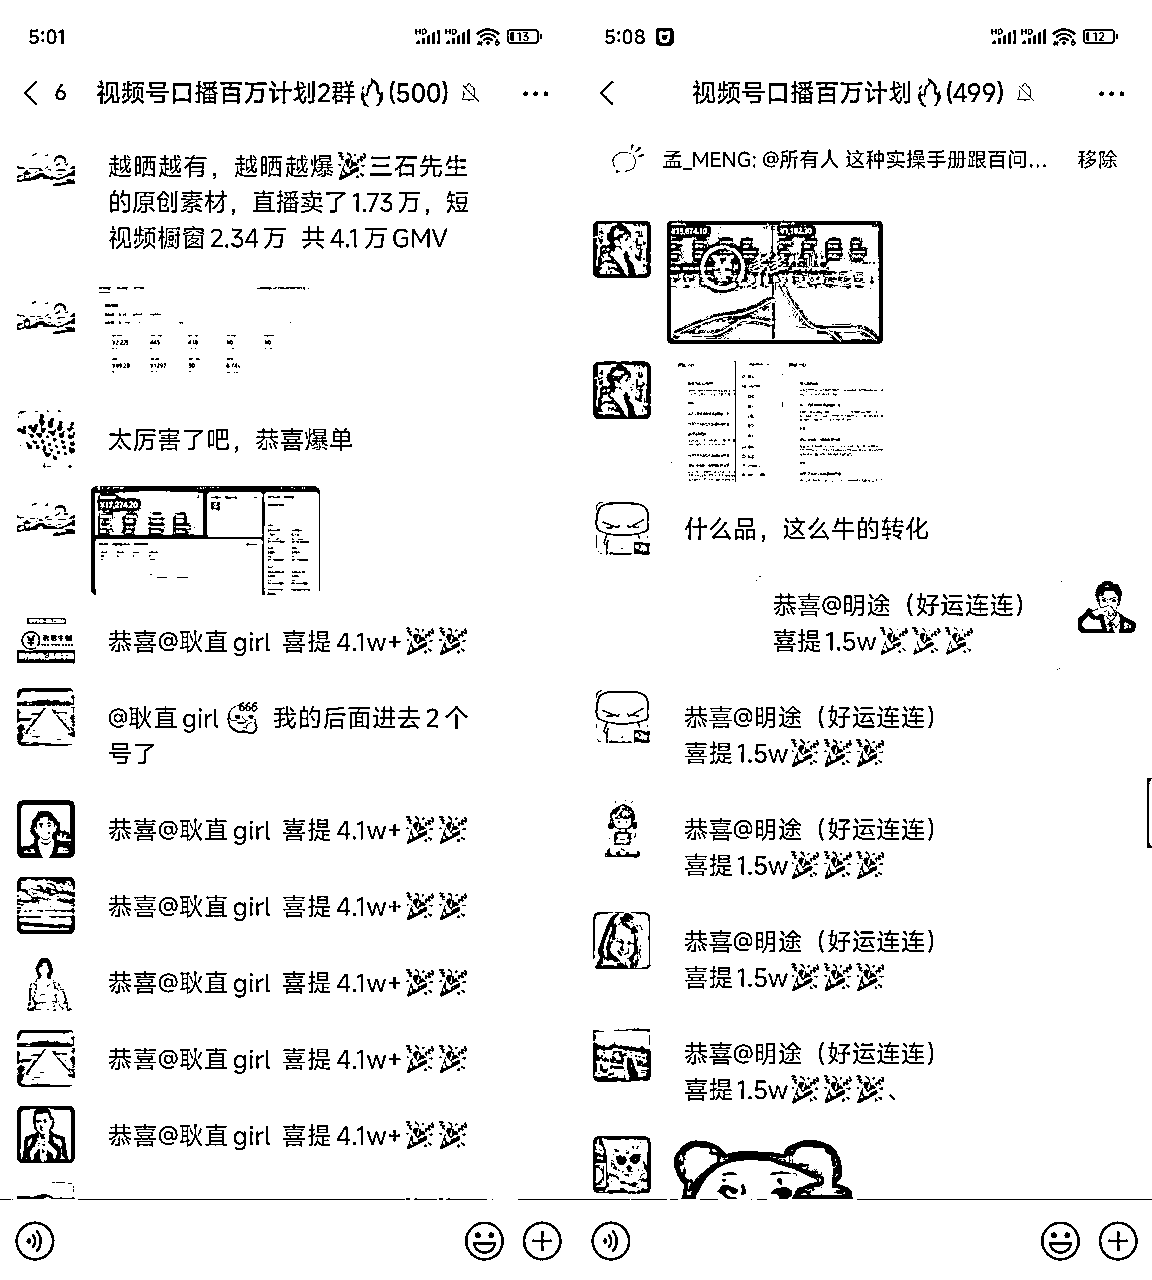 5:01
HD HD 13
6 视频号口播百万计划2群(500)
越晒越有，越晒越爆🎉三石先生
的原创素材，直播卖了1.73万，短
视频橱窗2.34万 共4.1万GMV
太厉害了吧，恭喜爆单
恭喜@耿直girl 喜提4.1w+🎉🎉
@耿直girl 666 我的后面进去2个
号了
恭喜@耿直girl 喜提4.1w+🎉🎉
恭喜@耿直girl 喜提4.1w+🎉🎉
恭喜@耿直girl 喜提4.1w+🎉🎉
恭喜@耿直girl 喜提4.1w+🎉🎉
恭喜@耿直girl 喜提4.1w+🎉🎉
5:08
HD HD 12
视频号口播百万计划🔥(499)
孟_MENG: @所有人 这种实操手册跟百问... 移除
什么品，这么牛的转化
恭喜@明途（好运连连）
喜提1.5w🎉🎉🎉
恭喜@明途（好运连连）
喜提1.5w🎉🎉🎉
恭喜@明途（好运连连）
喜提1.5w🎉🎉🎉
恭喜@明途（好运连连）
喜提1.5w🎉🎉🎉
恭喜@明途（好运连连）
喜提1.5w🎉🎉🎉、